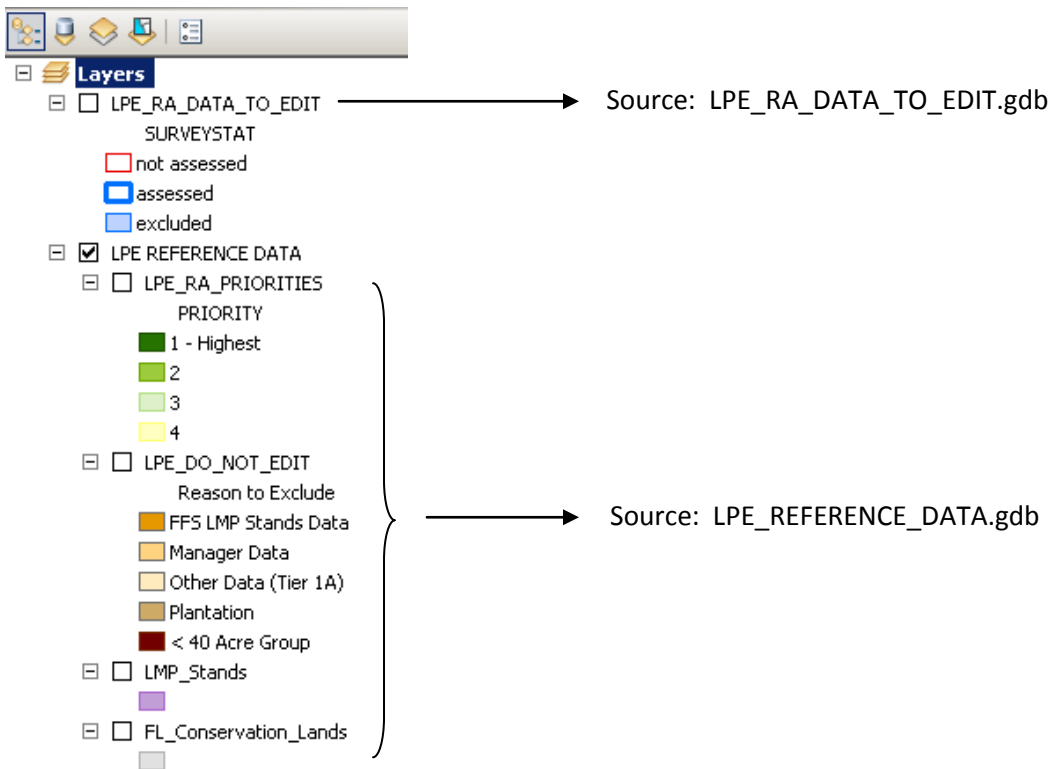 Layers
LPE_RA_DATA_TO_EDIT
Source: LPE_RA_DATA_TO_EDIT.gdb
SURVEYSTAT
not assessed
assessed
excluded
LPE REFERENCE DATA
LPE_RA_PRIORITIES
PRIORITY
1 - Highest
2
3
4
LPE_DO_NOT_EDIT
Reason to Exclude
FFS LMP Stands Data
Source: LPE_REFERENCE_DATA.gdb
Manager Data
Other Data (Tier 1A)
Plantation
< 40 Acre Group
LMP_Stands
FL_Conservation_Lands